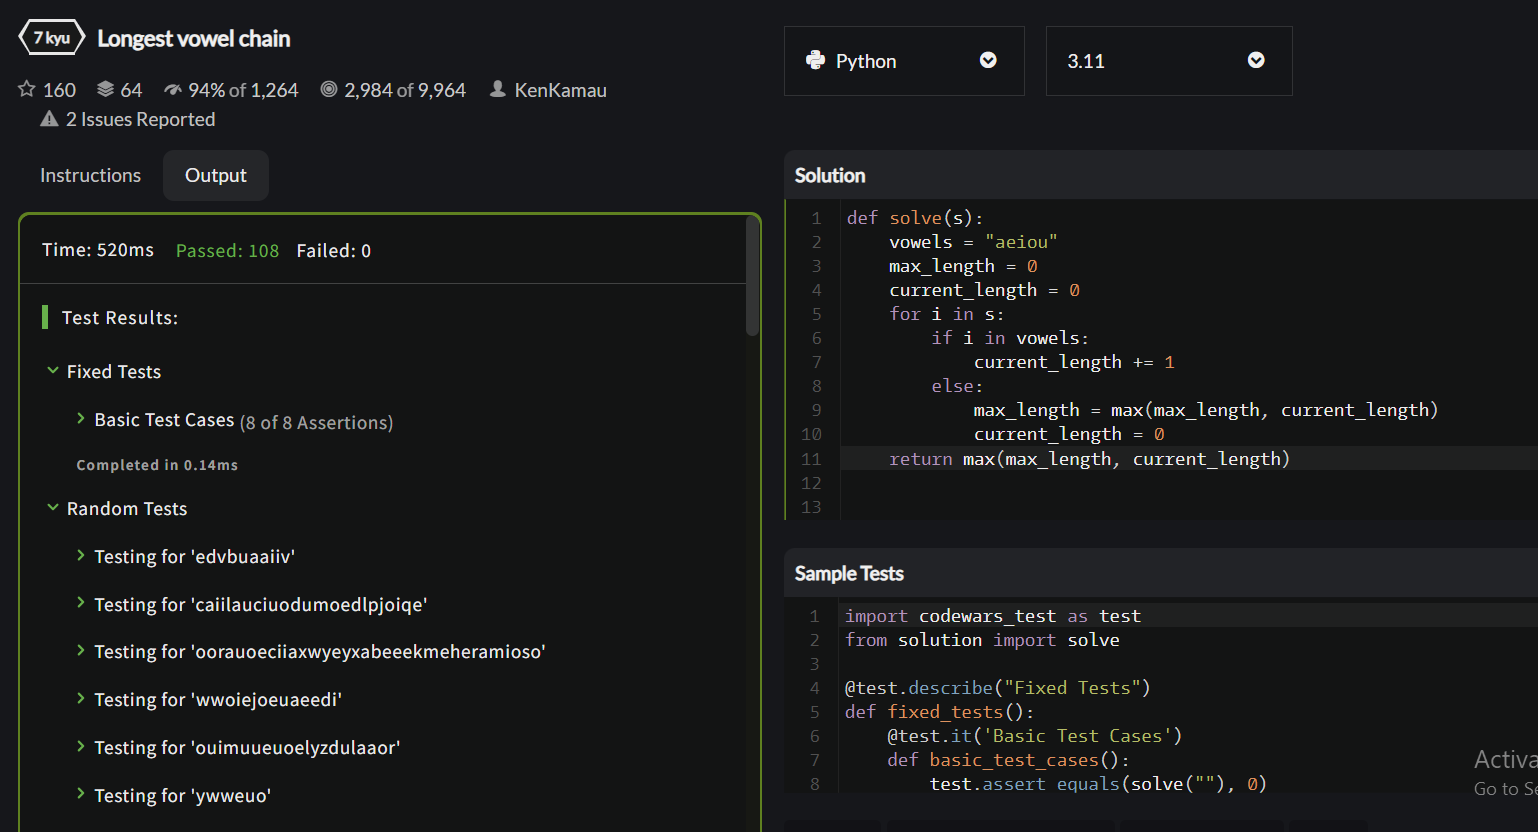 7 kyu Longest vowel chain
160 64 94% of 1,264 2,984 of 9,964 KenKamau
2 Issues Reported
Instructions Output
Time: 520ms Passed: 108 Failed: 0
Test Results:
Fixed Tests
Basic Test Cases (8 of 8 Assertions)
Completed in 0.14ms
Random Tests
Testing for 'edvbuaaiiv'
Testing for 'caiilauciuodumoedlpjoiqe'
Testing for 'oorauoeciiaxwyeyxabeeekmeheramioso'
Testing for 'wwoiejoeuaeedi'
Testing for 'ouimuueuoelyzdulaaor'
Testing for 'ywweuo'
Python 3.11
Solution
1 def solve(s):
2     vowels = "aeiou"
3     max_length = 0
4     current_length = 0
5     for i in s:
6         if i in vowels:
7             current_length += 1
8         else:
9             max_length = max(max_length, current_length)
10             current_length = 0
11     return max(max_length, current_length)
12
13
Sample Tests
1 import codewars_test as test
2 from solution import solve
3
4 @test.describe("Fixed Tests")
5 def fixed_tests():
6     @test.it('Basic Test Cases')
7     def basic_test_cases():
8         test.assert_equals(solve(""), 0)
Activa
Go to Se